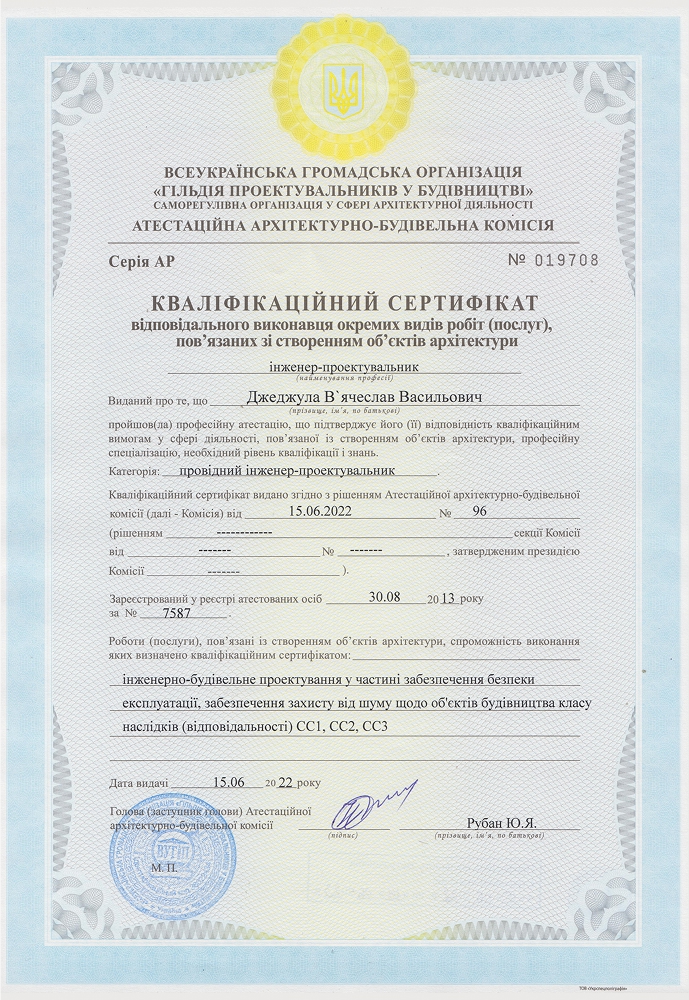 ВСЕУКРАЇНСЬКА ГРОМАДСЬКА ОРГАНІЗАЦІЯ
«ГІЛЬДІЯ ПРОЕКТУВАЛЬНИКІВ У БУДІВНИЦТВІ»
САМОРЕГУЛІВНА ОРГАНІЗАЦІЯ У СФЕРІ АРХІТЕКТУРНОЇ ДІЯЛЬНОСТІ
АТЕСТАЦІЙНА АРХІТЕКТУРНО-БУДІВЕЛЬНА КОМІСІЯ
Серія АР № 019708
КВАЛІФІКАЦІЙНИЙ СЕРТИФІКАТ
відповідального виконавця окремих видів робіт (послуг),
пов’язаних зі створенням об’єктів архітектури
інженер-проектувальник
(найменування професії)
Виданий про те, що Джеджула В`ячеслав Васильович
(прізвище, ім’я, по батькові)
пройшов(ла) професійну атестацію, що підтверджує його (її) відповідність кваліфікаційним
вимогам у сфері діяльності, пов’язаної із створенням об’єктів архітектури, професійну
спеціалізацію, необхідний рівень кваліфікації і знань.
Категорія: провідний інженер-проектувальник.
Кваліфікаційний сертифікат видано згідно з рішенням Атестаційної архітектурно-будівельної
комісії (далі - Комісія) від 15.06.2022 № 96
(рішенням ------------ секції Комісії
від ------- № -------, затвердженим президією
Комісії ------- ).
Зареєстрований у реєстрі атестованих осіб 30.08 2013 року
за № 7587.
Роботи (послуги), пов’язані із створенням об’єктів архітектури, спроможність виконання
яких визначено кваліфікаційним сертифікатом:
інженерно-будівельне проектування у частині забезпечення безпеки
експлуатації, забезпечення захисту від шуму щодо об'єктів будівництва класу
наслідків (відповідальності) СС1, СС2, СС3
Дата видачі 15.06 2022 року
Голова (заступник голови) Атестаційної
архітектурно-будівельної комісії Рубан Ю.Я.
(підпис) (прізвище, ім’я, по батькові)
ВУГІП
М. П.
ТОВ «Укрспецполіграфія»